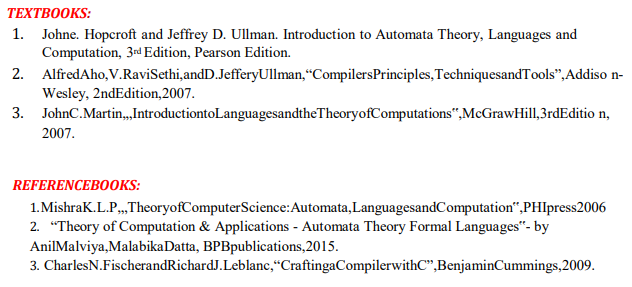 TEXTBOOKS:
1. Johne. Hopcroft and Jeffrey D. Ullman. Introduction to Automata Theory, Languages and
Computation, 3rd Edition, Pearson Edition.
2. AlfredAho,V.RaviSethi,andD.JefferyUllman,“CompilersPrinciples,TechniquesandTools”,Addiso n-
Wesley, 2ndEdition,2007.
3. JohnC.Martin,„IntroductiontoLanguagesandtheTheoryofComputations‟,McGrawHill,3rdEditio n,
2007.
REFERENCEBOOKS:
1.MishraK.L.P,„TheoryofComputerScience:Automata,LanguagesandComputation‟,PHIpress2006
2. “Theory of Computation & Applications - Automata Theory Formal Languages‟- by
AnilMalviya,MalabikaDatta, BPBpublications,2015.
3. CharlesN.FischerandRichardJ.Leblanc,“CraftingaCompilerwithC”,BenjaminCummings,2009.